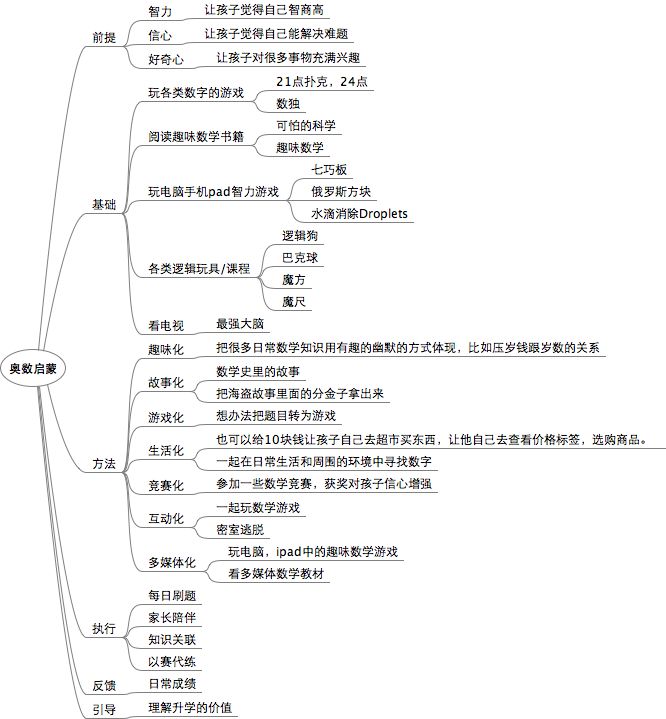 奥数启蒙
前提
智力
让孩子觉得自己智商高
信心
让孩子觉得自己能解决难题
好奇心
让孩子对很多事物充满兴趣
基础
玩各类数字的游戏
21点扑克，24点
数独
阅读趣味数学书籍
可怕的科学
趣味数学
玩电脑手机pad智力游戏
七巧板
俄罗斯方块
水滴消除Droplets
各类逻辑玩具/课程
逻辑狗
巴克球
魔方
魔尺
看电视
最强大脑
方法
趣味化
把很多日常数学知识用有趣的幽默的方式体现，比如压岁钱跟岁数的关系
故事化
数学史里的故事
把海盗故事里面的分金子拿出来
游戏化
想办法把题目转为游戏
生活化
也可以给10块钱让孩子自己去超市买东西，让他自己去查看价格标签，选购商品。
一起在日常生活和周围的环境中寻找数字
竞赛化
参加一些数学竞赛，获奖对孩子信心增强
互动化
一起玩数学游戏
密室逃脱
多媒体化
玩电脑，ipad中的趣味数学游戏
看多媒体数学教材
执行
每日刷题
家长陪伴
知识关联
以赛代练
反馈
日常成绩
引导
理解升学的价值